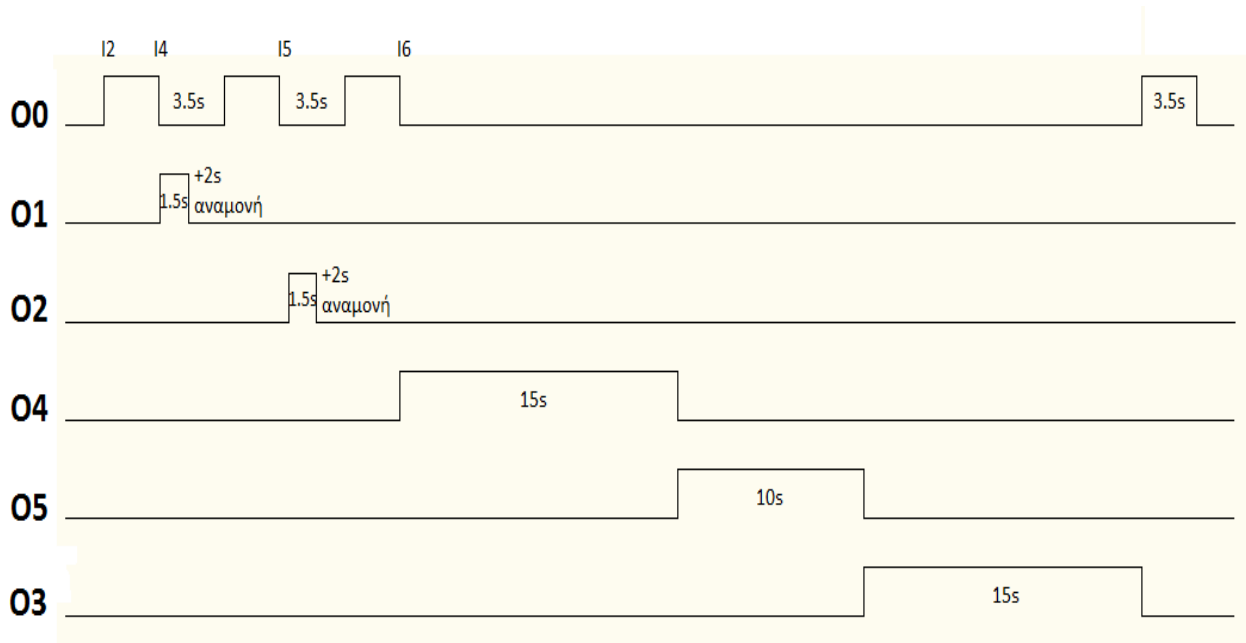 I2 I4 I5 I6
O0 3.5s 3.5s 3.5s
O1 1.5s +2s αναμονή
O2 1.5s +2s αναμονή
O4 15s
O5 10s
O3 15s